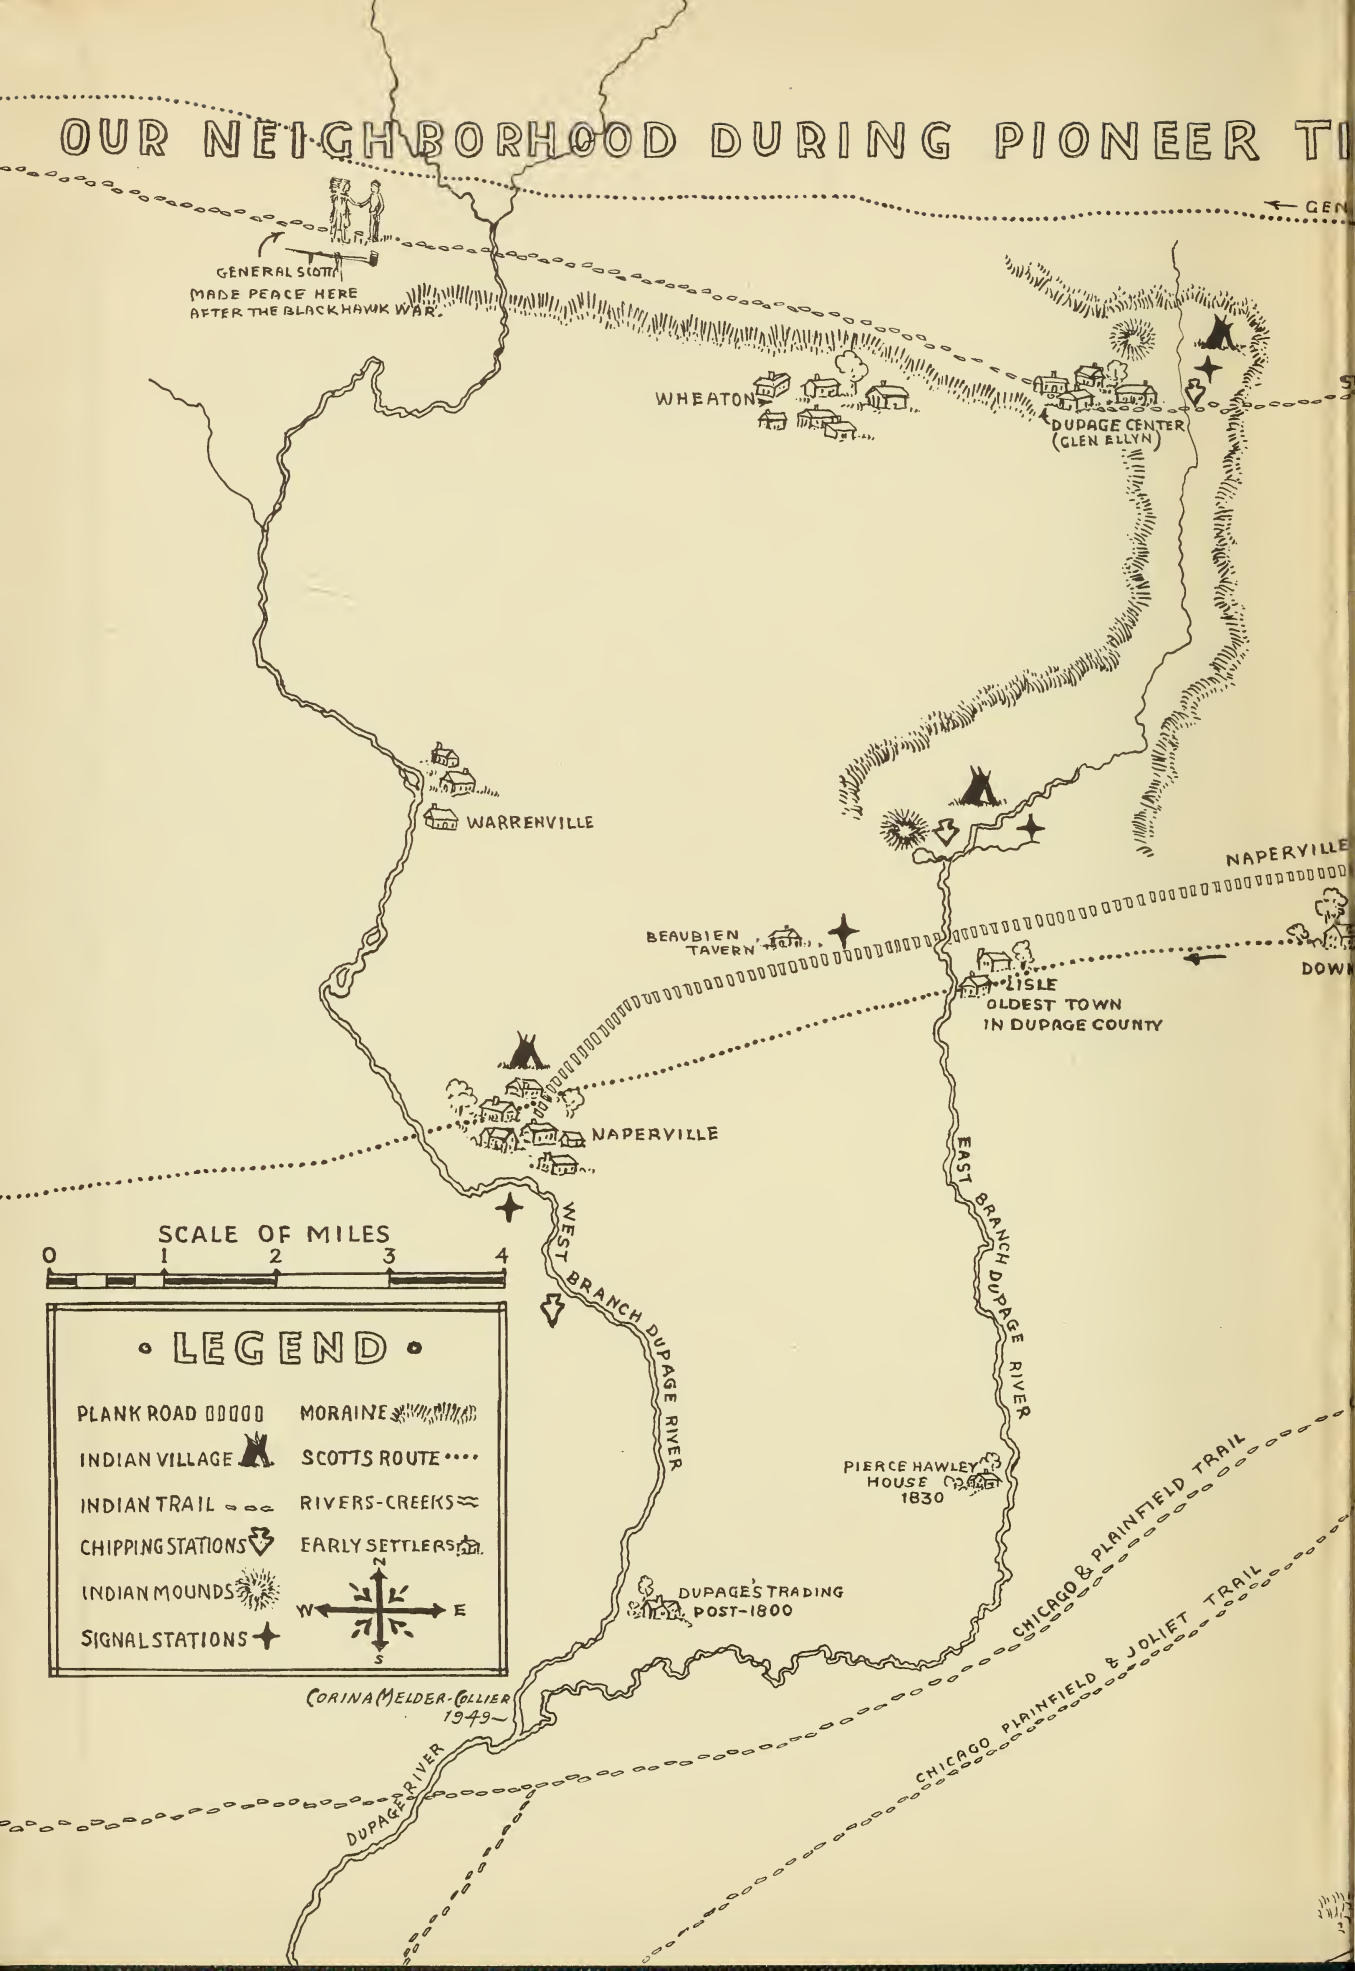 OUR NEIGHBORHOOD DURING PIONEER
← GEN
GENERAL SCOTT
MADE PEACE HERE
AFTER THE BLACK HAWK WAR.
WHEATON
DUPAGE CENTER
(GLEN ELLYN)
WARRENVILLE
NAPERVILLE
BEAUBIEN
TAVERN
DOW
LISLE
OLDEST TOWN
IN DUPAGE COUNTY
NAPERVILLE
EAST BRANCH DUPAGE RIVER
WEST BRANCH DUPAGE RIVER
SCALE OF MILES
0 1 2 3 4
• LEGEND •
PLANK ROAD
MORAINE
INDIAN VILLAGE
SCOTTS ROUTE
INDIAN TRAIL
RIVERS-CREEKS
CHIPPING STATIONS
EARLY SETTLERS
INDIAN MOUNDS
SIGNAL STATIONS
N
W E
S
PIERCE HAWLEY
HOUSE
1830
DUPAGE'S TRADING
POST-1800
CHICAGO & PLAINFIELD TRAIL
CHICAGO PLAINFIELD & JOLIET TRAIL
CORINA MELDER-COLLIER
1949
DUPAGE RIVER